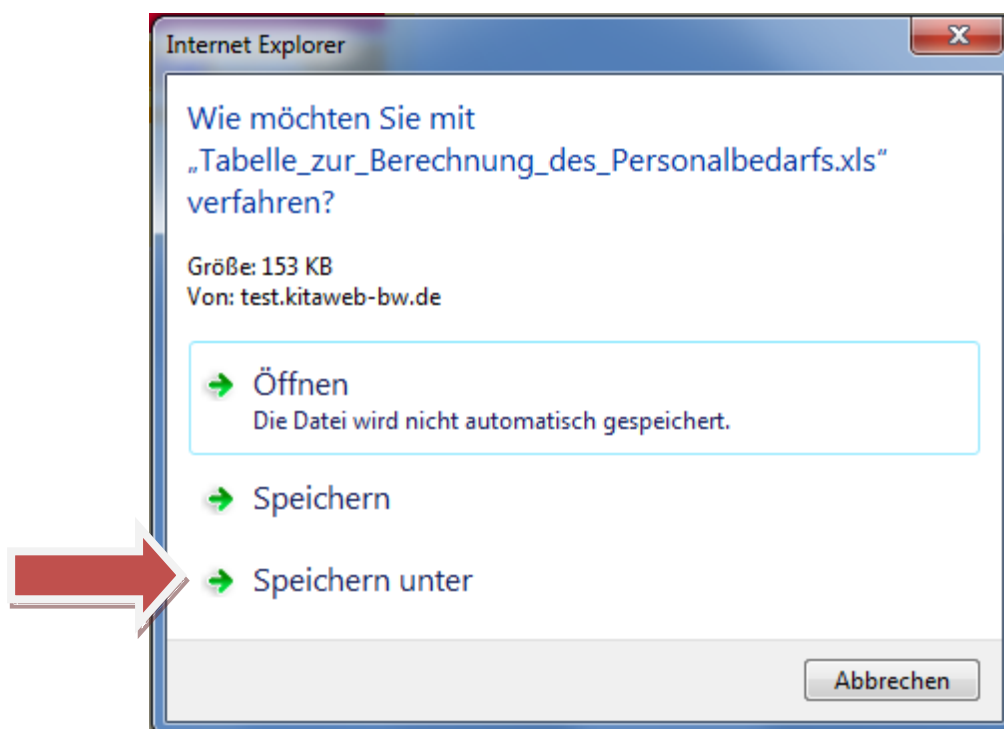 Internet Explorer
Wie möchten Sie mit
„Tabelle_zur_Berechnung_des_Personalbedarfs.xls“
verfahren?
Größe: 153 KB
Von: test.kitaweb-bw.de
Öffnen
Die Datei wird nicht automatisch gespeichert.
Speichern
Speichern unter
Abbrechen